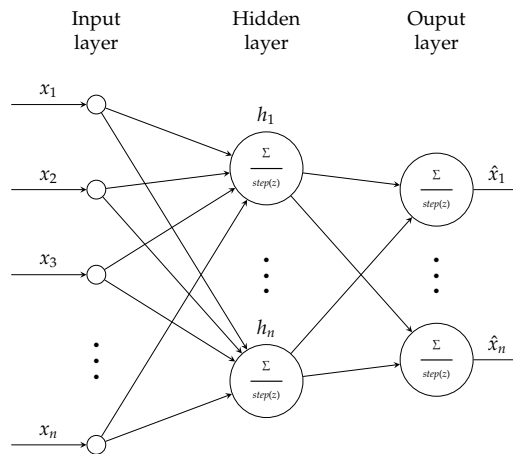 Input layer
Hidden layer
Ouput layer
x₁
x₂
x₃
xₙ
h₁
Σ
step(z)
hₙ
Σ
step(z)
Σ
step(z)
x̂₁
Σ
step(z)
x̂ₙ